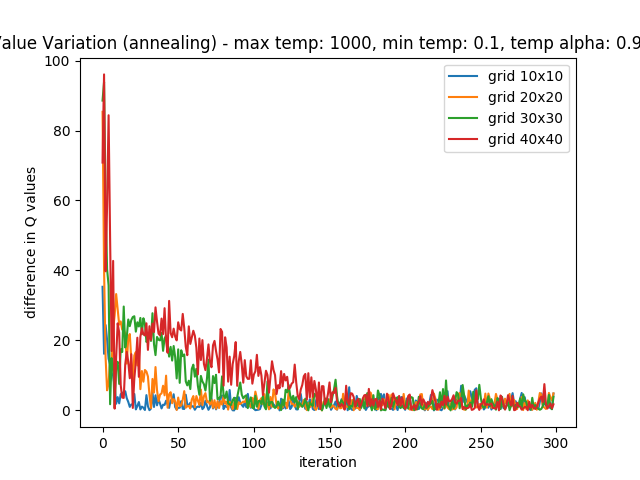 Value Variation (annealing) - max temp: 1000, min temp: 0.1, temp alpha: 0.9
100
80
60
40
20
0
difference in Q values
grid 10x10
grid 20x20
grid 30x30
grid 40x40
0 50 100 150 200 250 300
iteration